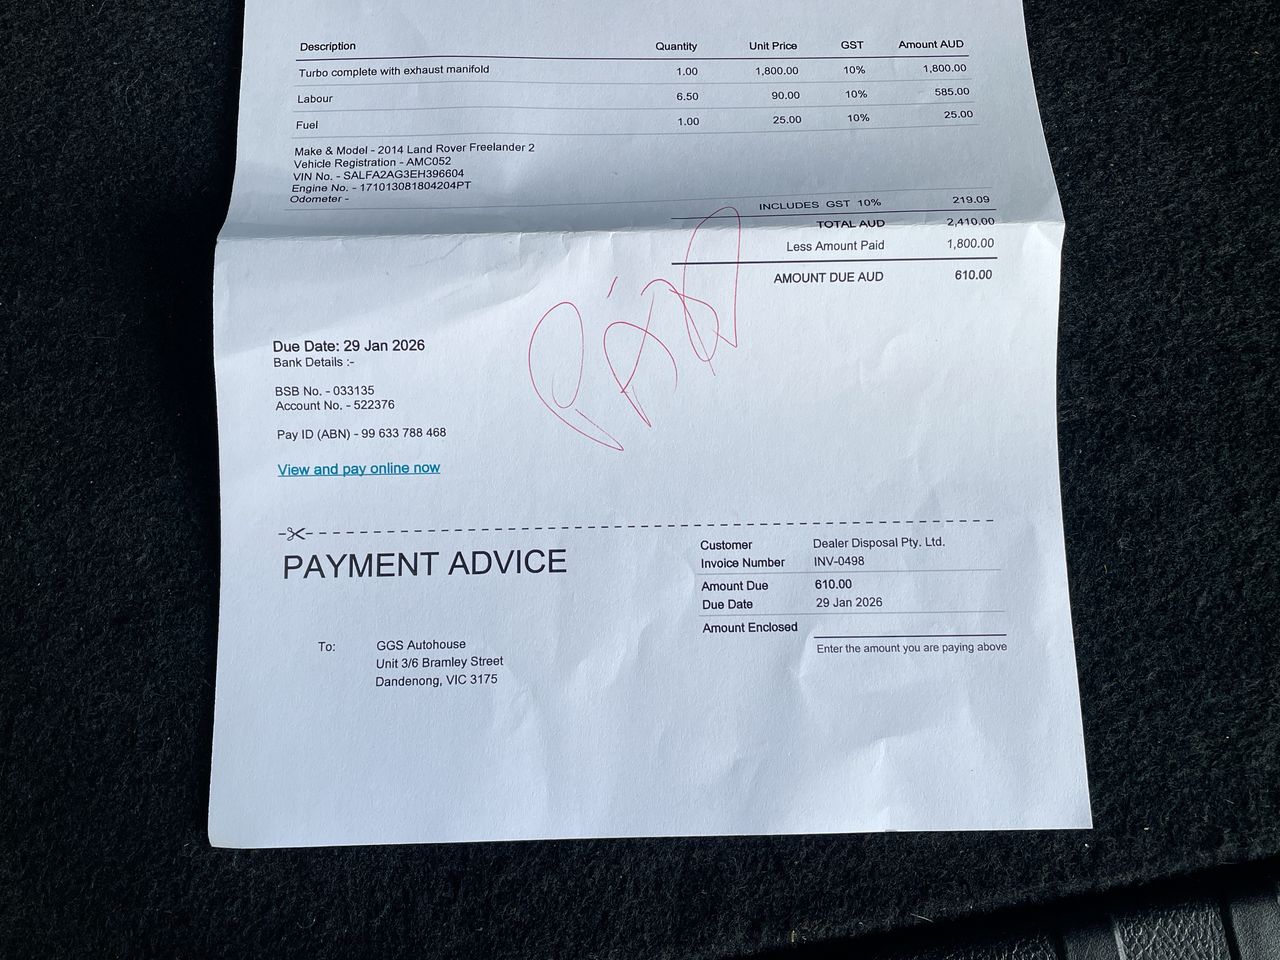 Description Quantity Unit Price GST Amount AUD
Turbo complete with exhaust manifold 1.00 1,800.00 10% 1,800.00
Labour 6.50 90.00 10% 585.00
Fuel 1.00 25.00 10% 25.00
Make & Model - 2014 Land Rover Freelander 2
Vehicle Registration - AMC052
VIN No. - SALFA2AG3EH396604
Engine No. - 171013081804204PT
Odometer -
INCLUDES GST 10% 219.09
TOTAL AUD 2,410.00
Less Amount Paid 1,800.00
AMOUNT DUE AUD 610.00
Paid
Due Date: 29 Jan 2026
Bank Details :-
BSB No. - 033135
Account No. - 522376
Pay ID (ABN) - 99 633 788 468
View and pay online now
PAYMENT ADVICE
Customer Dealer Disposal Pty. Ltd.
Invoice Number INV-0498
Amount Due 610.00
Due Date 29 Jan 2026
Amount Enclosed
Enter the amount you are paying above
To: GGS Autohouse
Unit 3/6 Bramley Street
Dandenong, VIC 3175